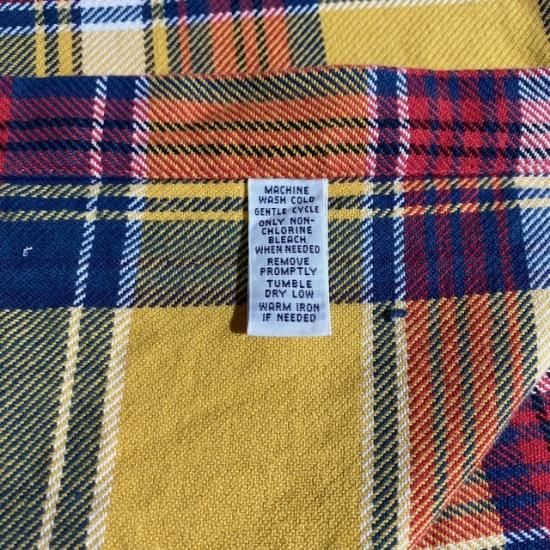 MACHINE
WASH COLD
GENTLE CYCLE
ONLY NON-
CHLORINE
BLEACH
WHEN NEEDED
REMOVE
PROMPTLY
TUMBLE
DRY LOW
WARM IRON
IF NEEDED